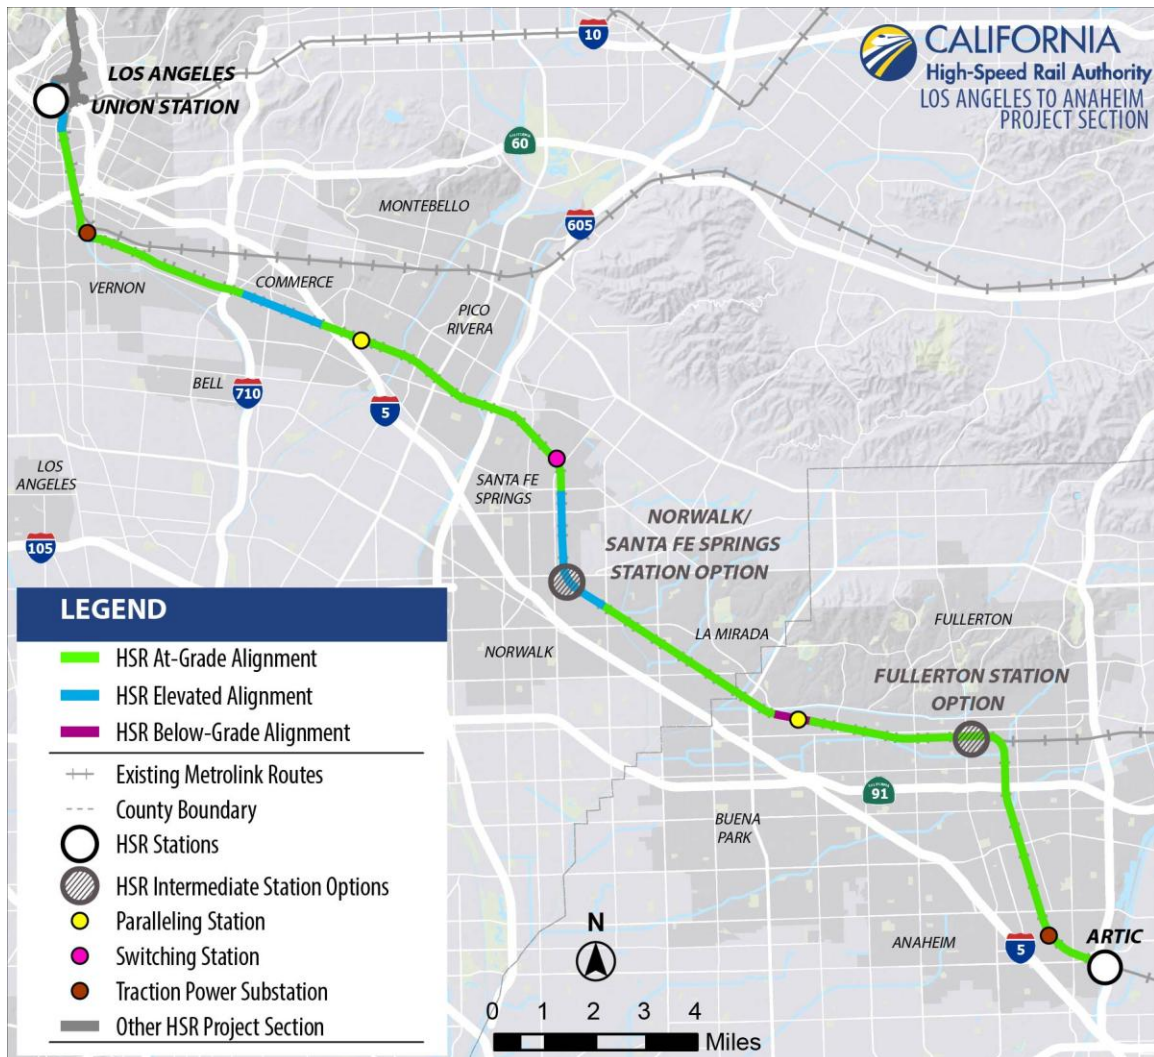 CALIFORNIA
High-Speed Rail Authority
LOS ANGELES TO ANAHEIM
PROJECT SECTION
10
LOS ANGELES
UNION STATION
CALIFORNIA
60
MONTEBELLO
605
VERNON
COMMERCE
PICO
RIVERA
BELL
710
5
LOS
ANGELES
SANTA FE
SPRINGS
105
NORWALK/
SANTA FE SPRINGS
STATION OPTION
NORWALK
LA MIRADA
FULLERTON
FULLERTON STATION
OPTION
CALIFORNIA
91
BUENA
PARK
ANAHEIM
5
ARTIC
LEGEND
HSR At-Grade Alignment
HSR Elevated Alignment
HSR Below-Grade Alignment
Existing Metrolink Routes
County Boundary
HSR Stations
HSR Intermediate Station Options
Paralleling Station
Switching Station
Traction Power Substation
Other HSR Project Section
N
0 1 2 3 4
Miles